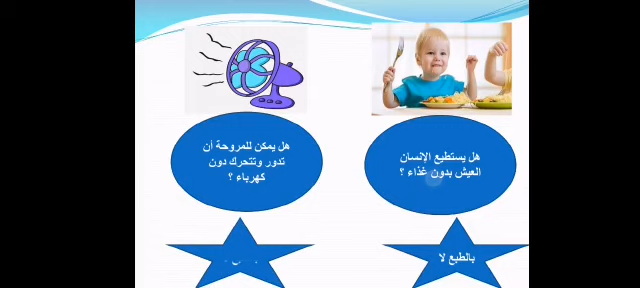 هل يستطيع الإنسان
العيش بدون غذاء ؟
هل يمكن للمروحة أن
تدور وتتحرك دون
كهرباء ؟
بالطبع لا